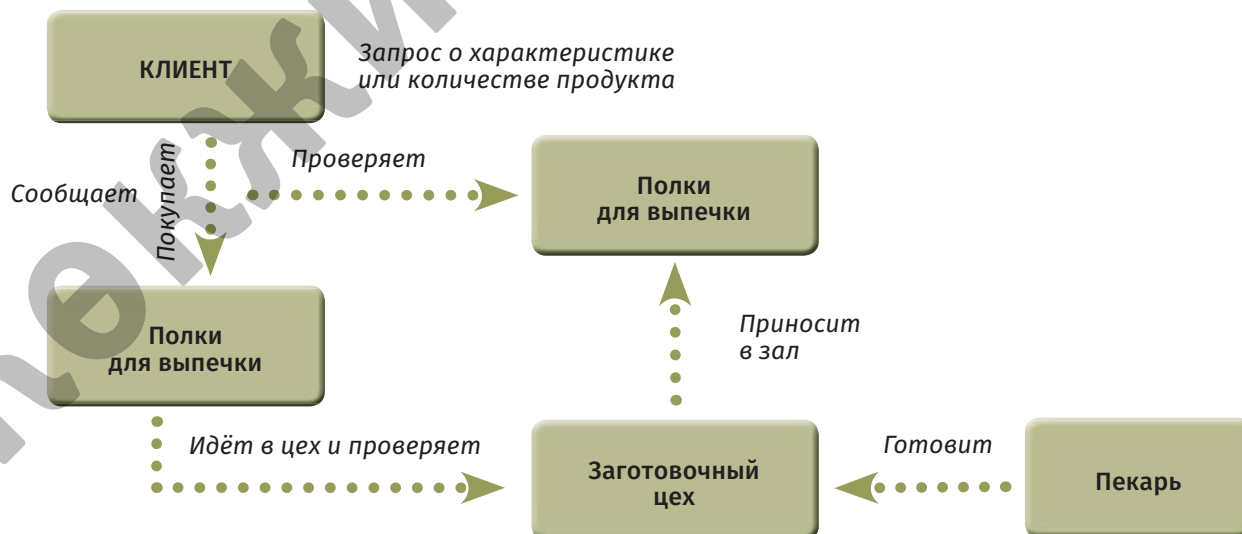 КЛИЕНТ
Запрос о характеристике
или количестве продукта
Сообщает
Покупает
Проверяет
Полки
для выпечки
Полки
для выпечки
Приносит
в зал
Идёт в цех и проверяет
Заготовочный
цех
Готовит
Пекарь